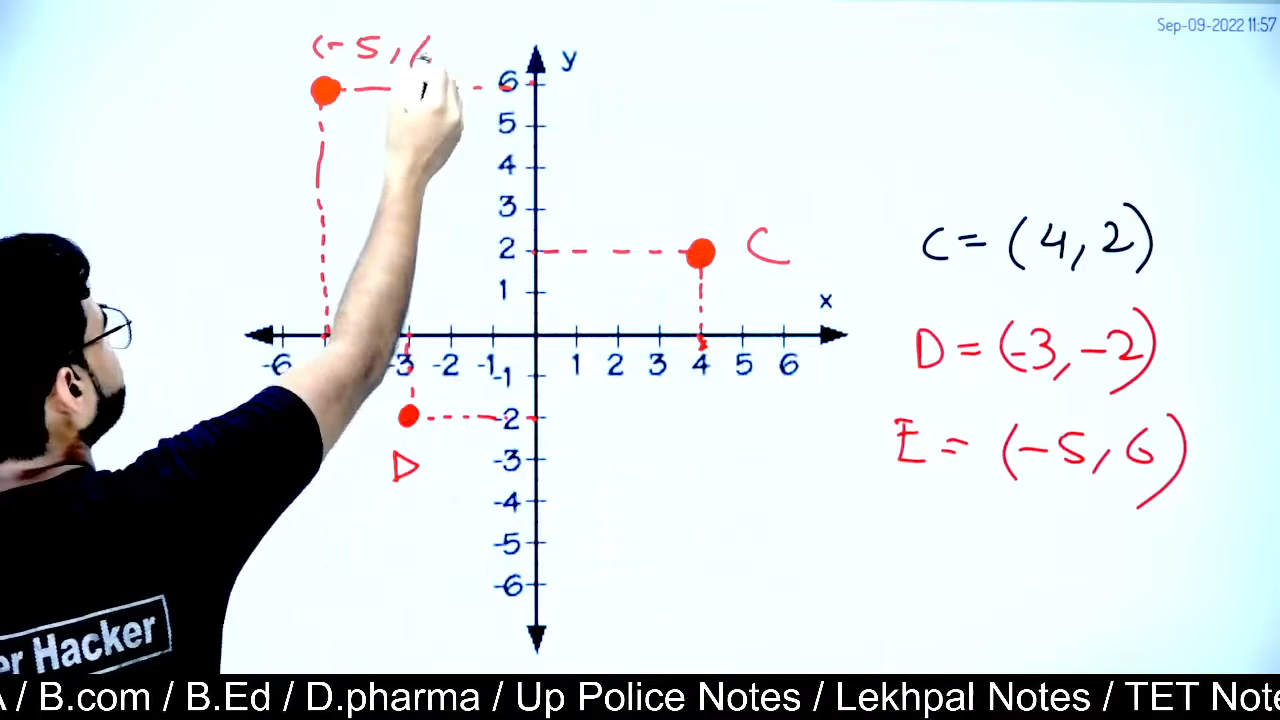 Sep-09-2022 11:57
(-5,6
y
6
5
4
3
2
1
C
x
-6 -3 -2 -1 1 2 3 4 5 6
-1
-2
-3
-4
-5
-6
D
C = (4,2)
D = (-3,-2)
E = (-5,6)
er Hacker
/ B.com / B.Ed / D.pharma / Up Police Notes / Lekhpal Notes / TET Note